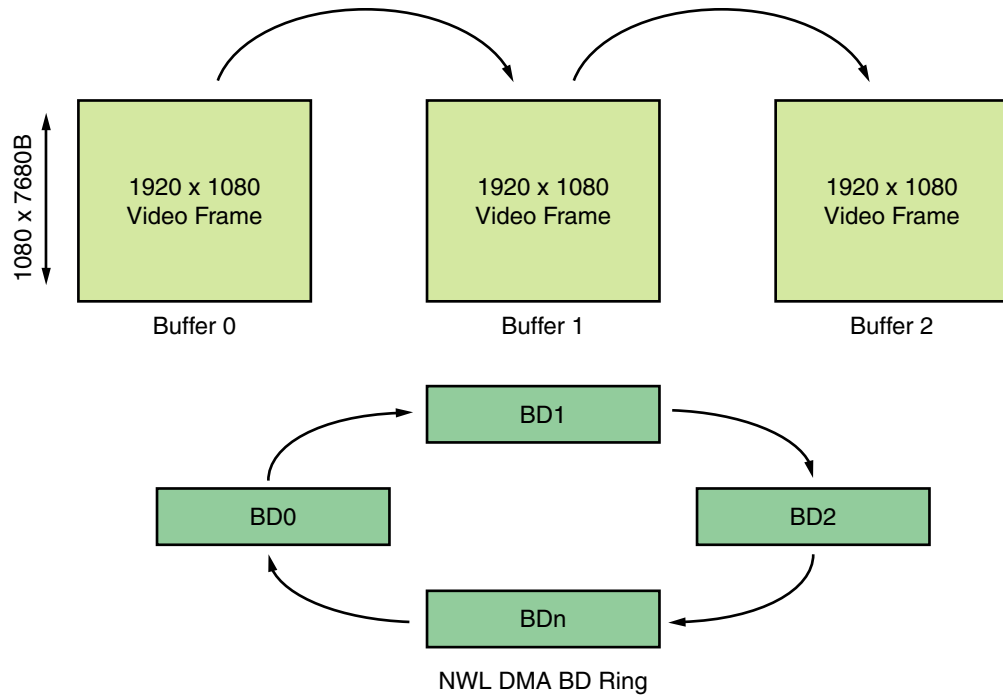 1080 x 7680B
1920 x 1080
Video Frame
1920 x 1080
Video Frame
1920 x 1080
Video Frame
Buffer 0
Buffer 1
Buffer 2
BD1
BD0
BD2
BDn
NWL DMA BD Ring